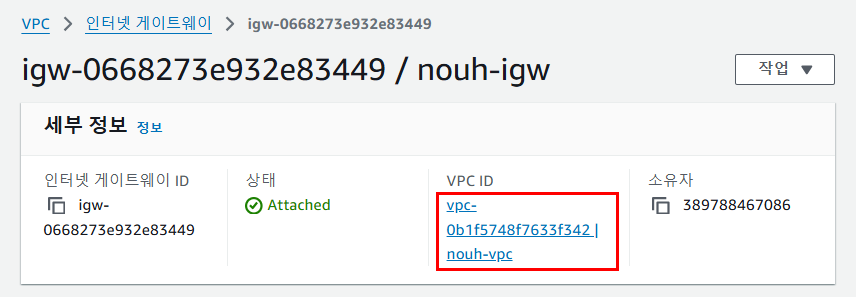 VPC > 인터넷 게이트웨이 > igw-0668273e932e83449
igw-0668273e932e83449 / nouh-igw
작업 ▼
세부 정보 정보
인터넷 게이트웨이 ID
igw-
0668273e932e83449
상태
Attached
VPC ID
vpc-
0b1f5748f7633f342 |
nouh-vpc
소유자
389788467086